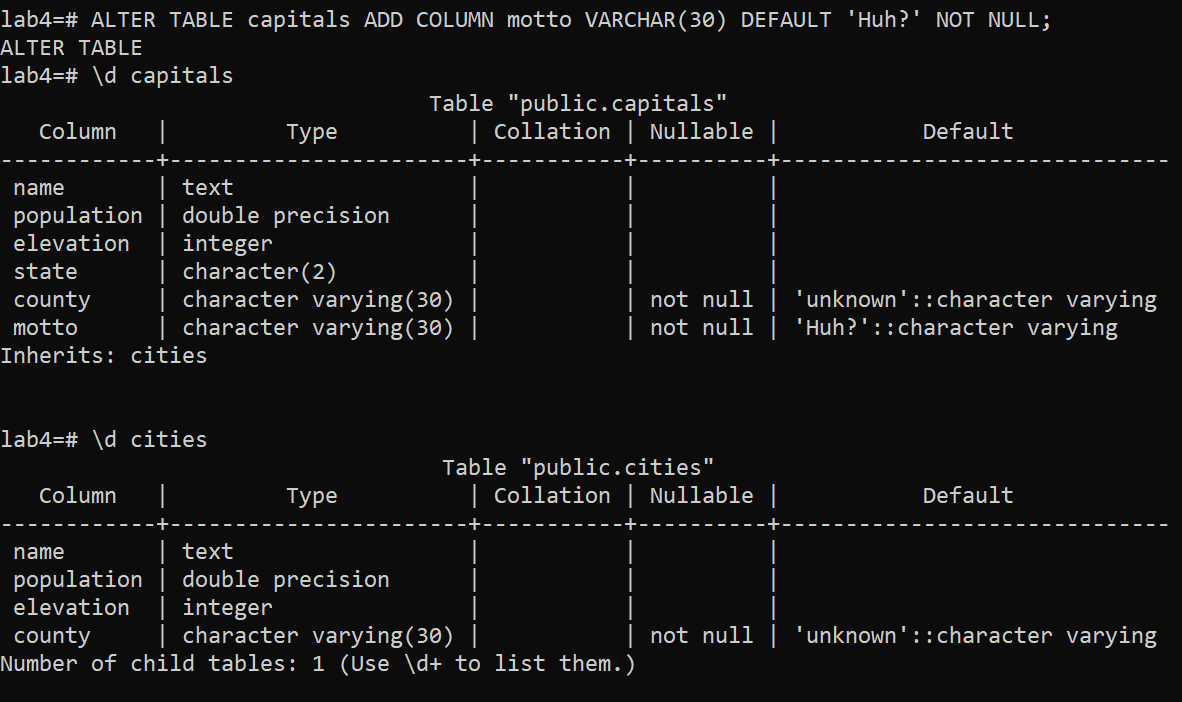 lab4=# ALTER TABLE capitals ADD COLUMN motto VARCHAR(30) DEFAULT 'Huh?' NOT NULL;
ALTER TABLE
lab4=# \d capitals
                                 Table "public.capitals"
   Column   |         Type          | Collation | Nullable |           Default
------------+-----------------------+-----------+----------+------------------------------
 name       | text                  |           |          |
 population | double precision      |           |          |
 elevation  | integer               |           |          |
 state      | character(2)          |           |          |
 county     | character varying(30) |           | not null | 'unknown'::character varying
 motto      | character varying(30) |           | not null | 'Huh?'::character varying
Inherits: cities
lab4=# \d cities
                                  Table "public.cities"
   Column   |         Type          | Collation | Nullable |           Default
------------+-----------------------+-----------+----------+------------------------------
 name       | text                  |           |          |
 population | double precision      |           |          |
 elevation  | integer               |           |          |
 county     | character varying(30) |           | not null | 'unknown'::character varying
Number of child tables: 1 (Use \d+ to list them.)